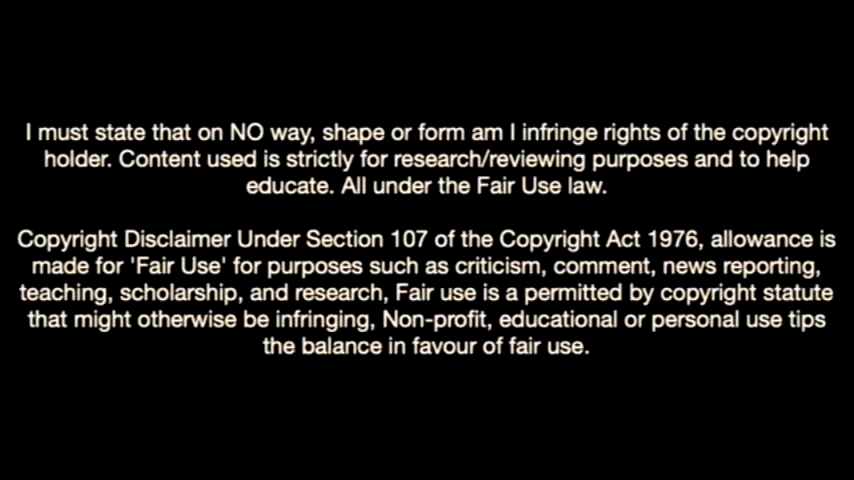 I must state that on NO way, shape or form am I infringe rights of the copyright
holder. Content used is strictly for research/reviewing purposes and to help
educate. All under the Fair Use law.
Copyright Disclaimer Under Section 107 of the Copyright Act 1976, allowance is
made for 'Fair Use' for purposes such as criticism, comment, news reporting,
teaching, scholarship, and research, Fair use is a permitted by copyright statute
that might otherwise be infringing, Non-profit, educational or personal use tips
the balance in favour of fair use.